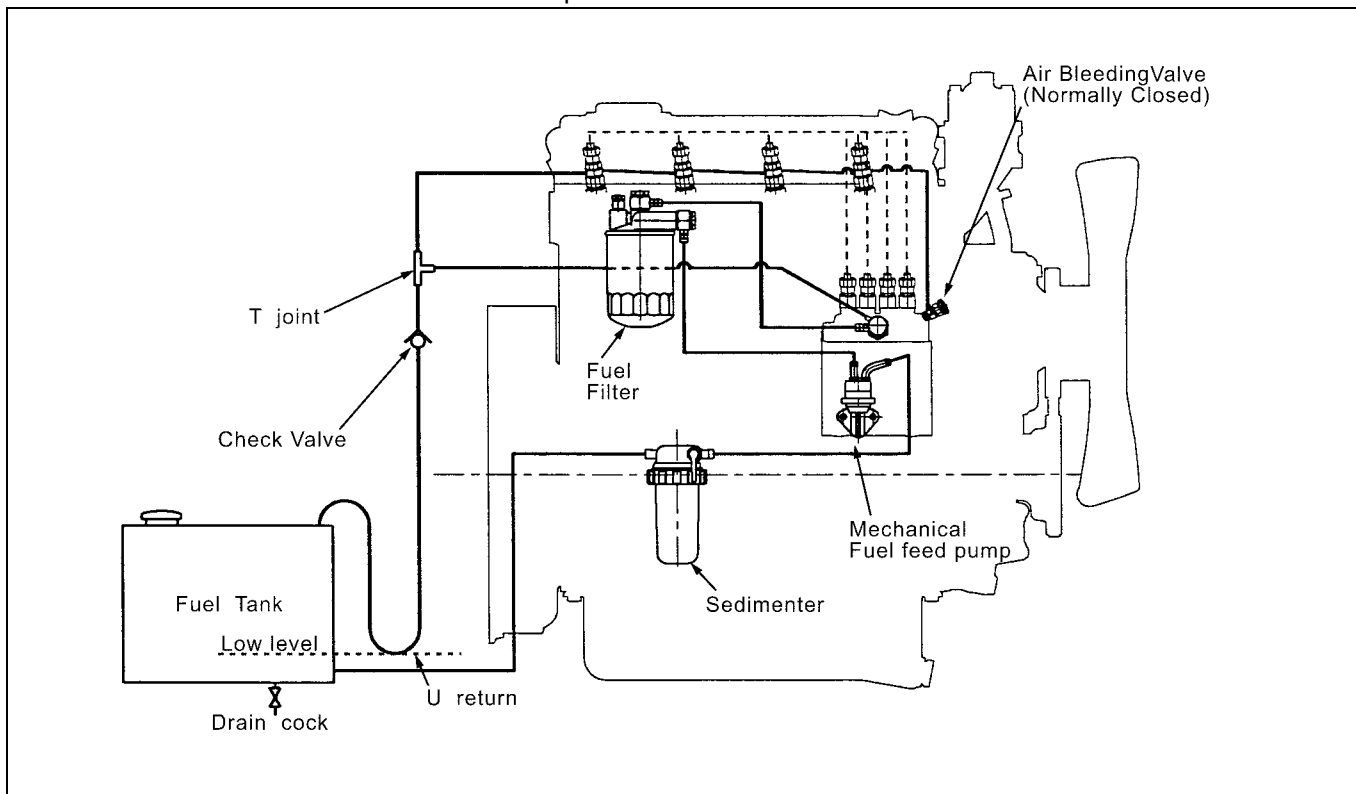 Air BleedingValve
(Normally Closed)
T joint
Fuel
Filter
Check Valve
Mechanical
Fuel feed pump
Sedimenter
Fuel Tank
Low level
U return
Drain cock